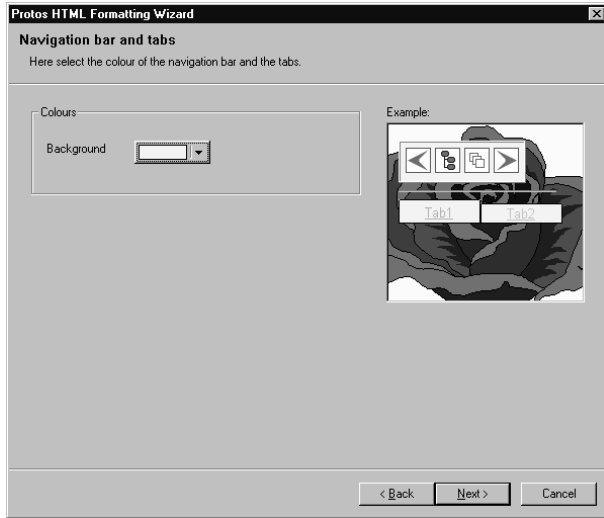 Protos HTML Formatting Wizard
Navigation bar and tabs
Here select the colour of the navigation bar and the tabs.
Colours
Background
Example:
Tab1 Tab2
< Back Next > Cancel